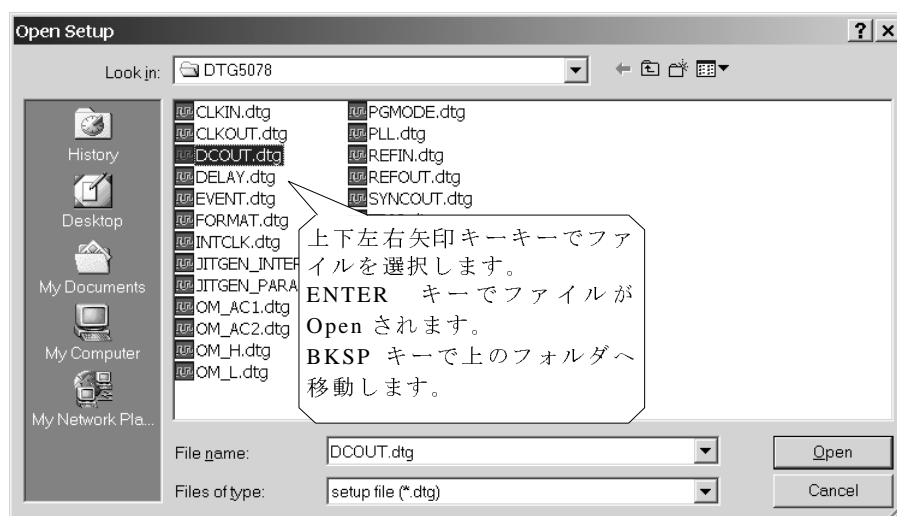 Open Setup
Look in:
DTG5078
History
Desktop
My Documents
My Computer
My Network Pla...
CLKIN.dtg
CLKOUT.dtg
DCOUT.dtg
DELAY.dtg
EVENT.dtg
FORMAT.dtg
INTCLK.dtg
JITGEN_INTER
JITGEN_PARA
OM_AC1.dtg
OM_AC2.dtg
OM_H.dtg
OM_L.dtg
PGMODE.dtg
PLL.dtg
REFIN.dtg
REFOUT.dtg
SYNCOUT.dtg
上下左右矢印キーキーでファ
イルを選択します。
ENTER キーでファイルが
Open されます。
BKSP キーで上のフォルダへ
移動します。
File name:
DCOUT.dtg
Open
Files of type:
setup file (*.dtg)
Cancel